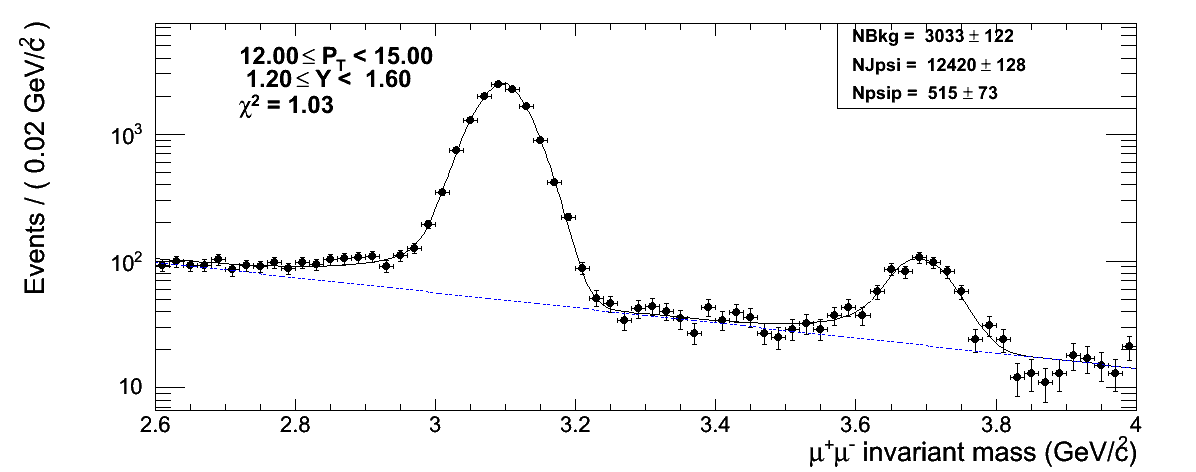 12.00 ≤ P_T < 15.00
1.20 ≤ Y < 1.60
χ² = 1.03
NBkg = 3033 ± 122
NJpsi = 12420 ± 128
Npsip = 515 ± 73
Events / ( 0.02 GeV/c² )
10³
10²
10
2.6 2.8 3 3.2 3.4 3.6 3.8 4
μ⁺μ⁻ invariant mass (GeV/c²)